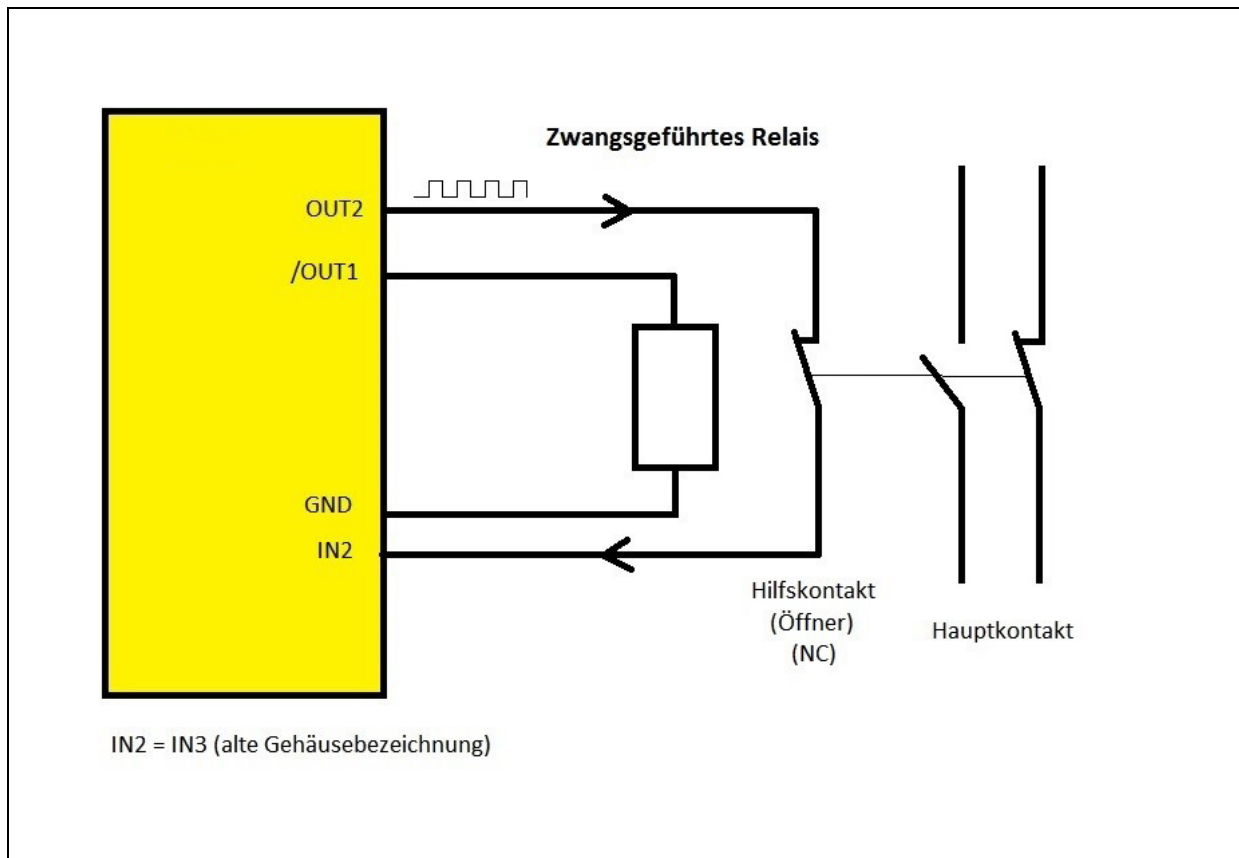 Zwangsgeführtes Relais
OUT2
/OUT1
GND
IN2
Hilfskontakt
(Öffner)
(NC)
Hauptkontakt
IN2 = IN3 (alte Gehäusebezeichnung)